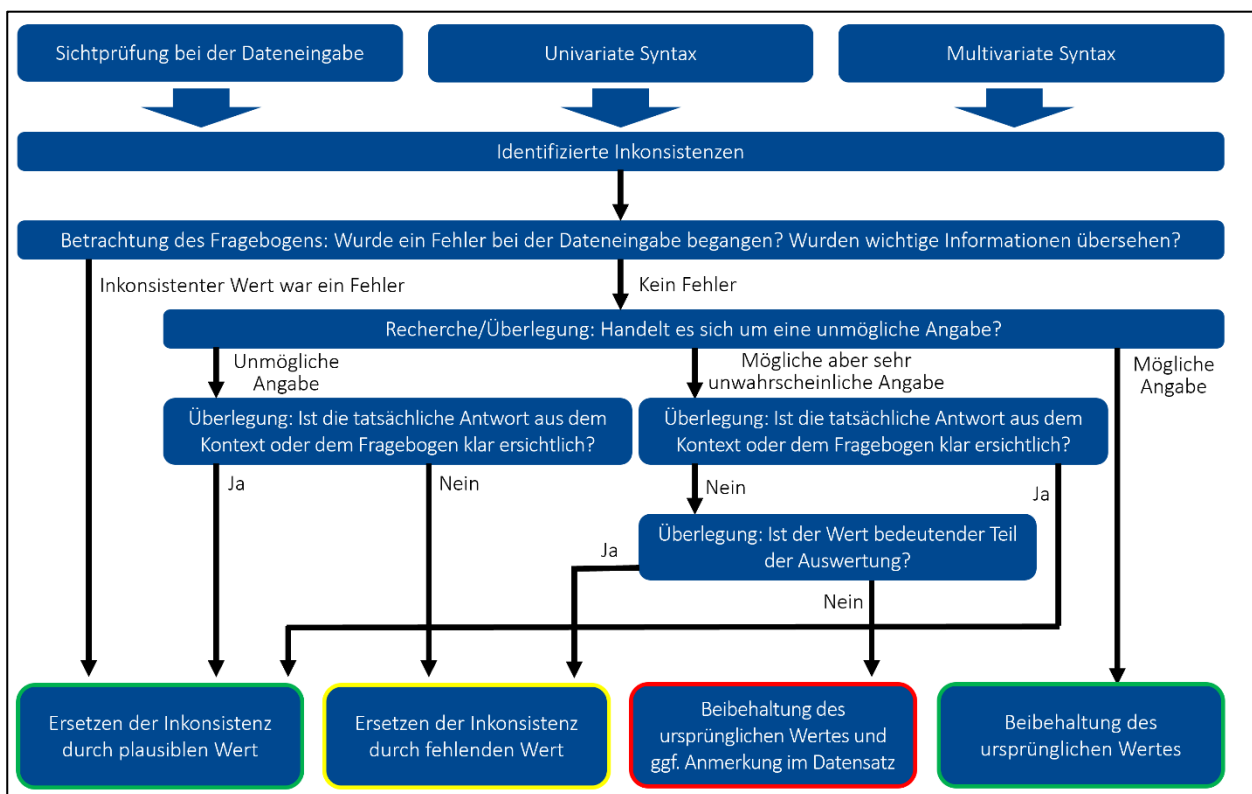 Sichtprüfung bei der Dateneingabe
Univariate Syntax
Multivariate Syntax
Identifizierte Inkonsistenzen
Betrachtung des Fragebogens: Wurde ein Fehler bei der Dateneingabe begangen? Wurden wichtige Informationen übersehen?
Inkonsistenter Wert war ein Fehler
Kein Fehler
Recherche/Überlegung: Handelt es sich um eine unmögliche Angabe?
Unmögliche
Angabe
Mögliche aber sehr
unwahrscheinliche Angabe
Mögliche
Angabe
Überlegung: Ist die tatsächliche Antwort aus dem
Kontext oder dem Fragebogen klar ersichtlich?
Überlegung: Ist die tatsächliche Antwort aus dem
Kontext oder dem Fragebogen klar ersichtlich?
Ja
Nein
Nein
Ja
Überlegung: Ist der Wert bedeutender Teil
der Auswertung?
Ja
Nein
Ersetzen der Inkonsistenz
durch plausiblen Wert
Ersetzen der Inkonsistenz
durch fehlenden Wert
Beibehaltung des
ursprünglichen Wertes und
ggf. Anmerkung im Datensatz
Beibehaltung des
ursprünglichen Wertes